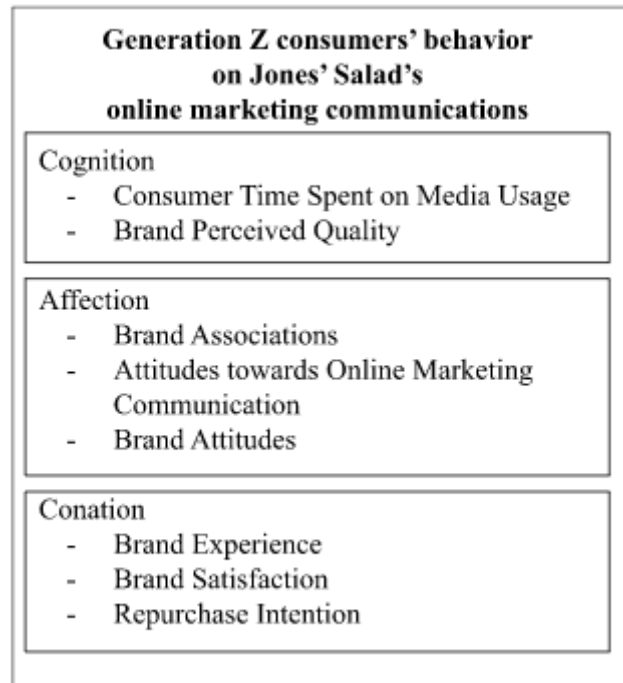 Generation Z consumers’ behavior
on Jones’ Salad’s
online marketing communications
Cognition
- Consumer Time Spent on Media Usage
- Brand Perceived Quality
Affection
- Brand Associations
- Attitudes towards Online Marketing
Communication
- Brand Attitudes
Conation
- Brand Experience
- Brand Satisfaction
- Repurchase Intention